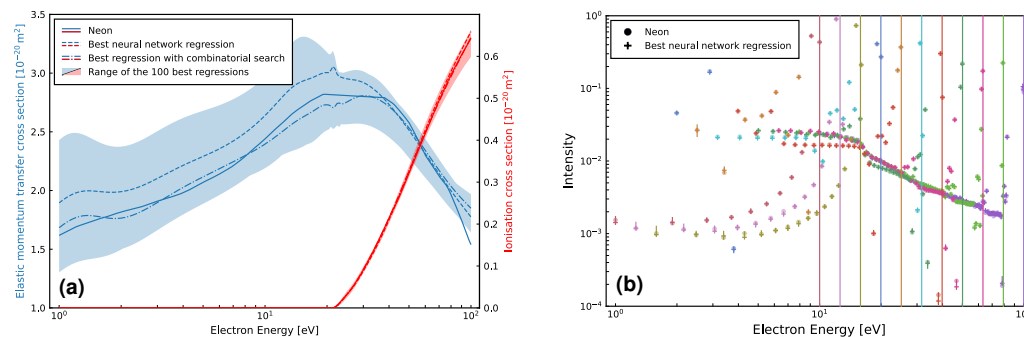 Elastic momentum transfer cross section [10⁻²⁰ m²]
3.5
3.0
2.5
2.0
1.5
1.0
Neon
Best neural network regression
Best regression with combinatorial search
Range of the 100 best regressions
(a)
10⁰
10¹
10²
Electron Energy [eV]
0.6
0.5
0.4
0.3
0.2
0.1
0.0
Ionisation cross section [10⁻²⁰ m²]
Intensity
10⁰
10⁻¹
10⁻²
10⁻³
10⁻⁴
Neon
Best neural network regression
(b)
10⁰
10¹
10
Electron Energy [eV]